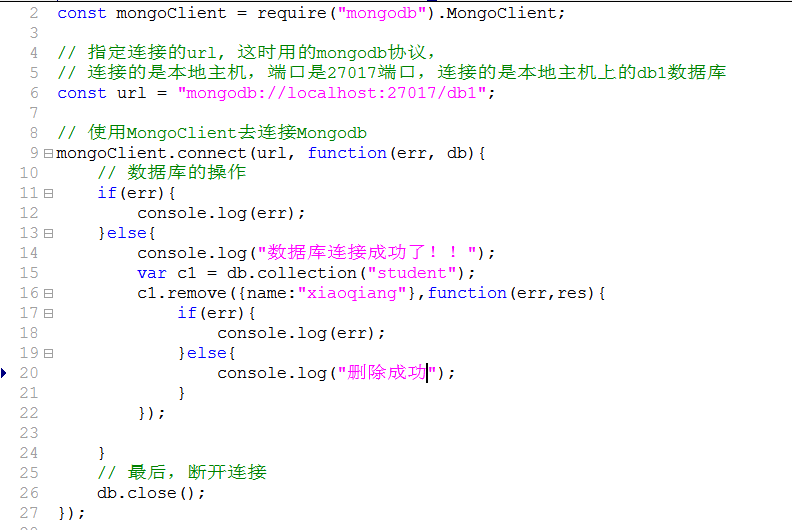 2 const mongoClient = require("mongodb").MongoClient;
3
4 // 指定连接的url, 这时用的mongodb协议，
5 // 连接的是本地主机，端口是27017端口，连接的是本地主机上的db1数据库
6 const url = "mongodb://localhost:27017/db1";
7
8 // 使用MongoClient去连接Mongodb
9 mongoClient.connect(url, function(err, db){
10 // 数据库的操作
11 if(err){
12 console.log(err);
13 }else{
14 console.log("数据库连接成功了！！");
15 var c1 = db.collection("student");
16 c1.remove({name:"xiaoqiang"},function(err,res){
17 if(err){
18 console.log(err);
19 }else{
20 console.log("删除成功");
21 }
22 });
23
24 }
25 // 最后，断开连接
26 db.close();
27 });